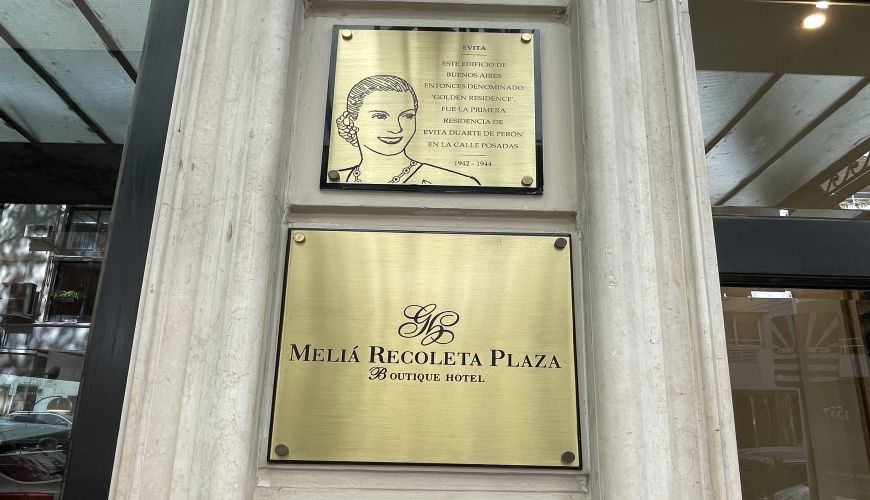 EVITA
ESTE EDIFICIO DE
BUENOS AIRES
ENTONCES DENOMINADO
'GOLDEN RESIDENCE',
FUE LA PRIMERA
RESIDENCIA DE
EVITA DUARTE DE PERÓN
EN LA CALLE POSADAS
1942 - 1944
MELIÁ RECOLETA PLAZA
BOUTIQUE HOTEL
1557